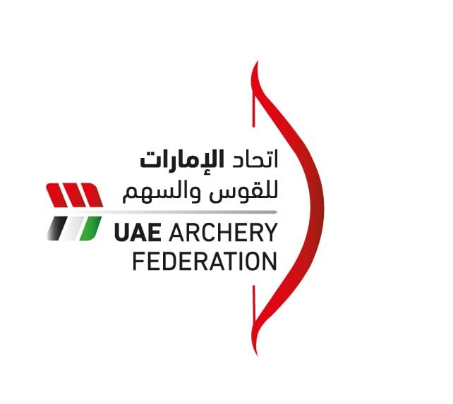 اتحاد الإمارات
للقوس والسهم
UAE ARCHERY
FEDERATION